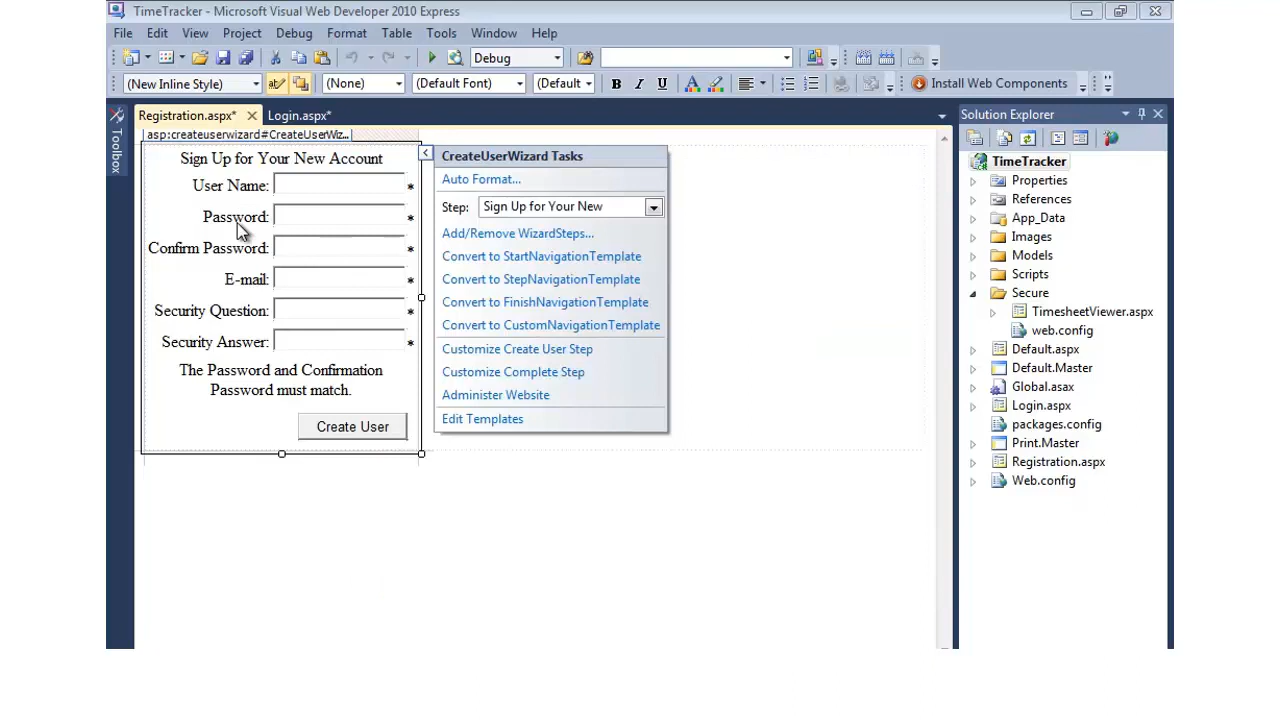 TimeTracker - Microsoft Visual Web Developer 2010 Express
File Edit View Project Debug Format Table Tools Window Help
Debug
(New Inline Style) (None) (Default Font) (Default B I U A Install Web Components
Registration.aspx* Login.aspx* Solution Explorer
Toolbox
asp:createuserwizard#CreateUserWiz...
Sign Up for Your New Account
User Name: *
Password: *
Confirm Password: *
E-mail: *
Security Question: *
Security Answer: *
The Password and Confirmation
Password must match.
Create User
CreateUserWizard Tasks
Auto Format...
Step: Sign Up for Your New
Add/Remove WizardSteps...
Convert to StartNavigationTemplate
Convert to StepNavigationTemplate
Convert to FinishNavigationTemplate
Convert to CustomNavigationTemplate
Customize Create User Step
Customize Complete Step
Administer Website
Edit Templates
TimeTracker
Properties
References
App_Data
Images
Models
Scripts
Secure
TimesheetViewer.aspx
web.config
Default.aspx
Default.Master
Global.asax
Login.aspx
packages.config
Print.Master
Registration.aspx
Web.config